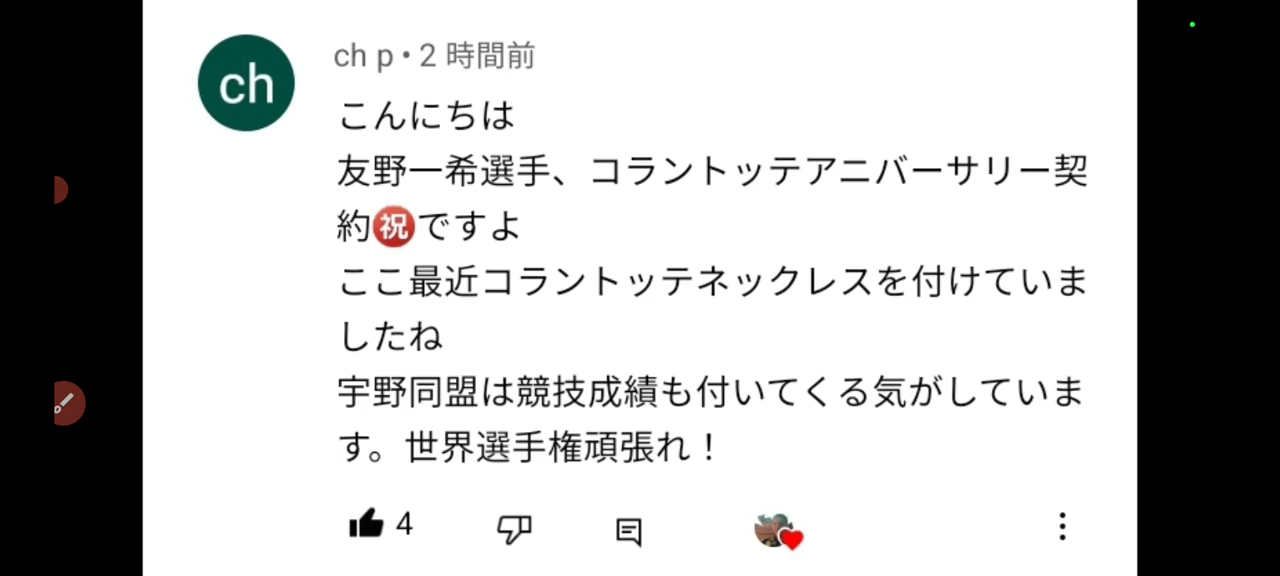 ch
ch p • 2 時間前
こんにちは
友野一希選手、コラントッテアニバーサリー契
約㊗ですよ
ここ最近コラントッテネックレスを付けていま
したね
宇野同盟は競技成績も付いてくる気がしていま
す。世界選手権頑張れ！
4